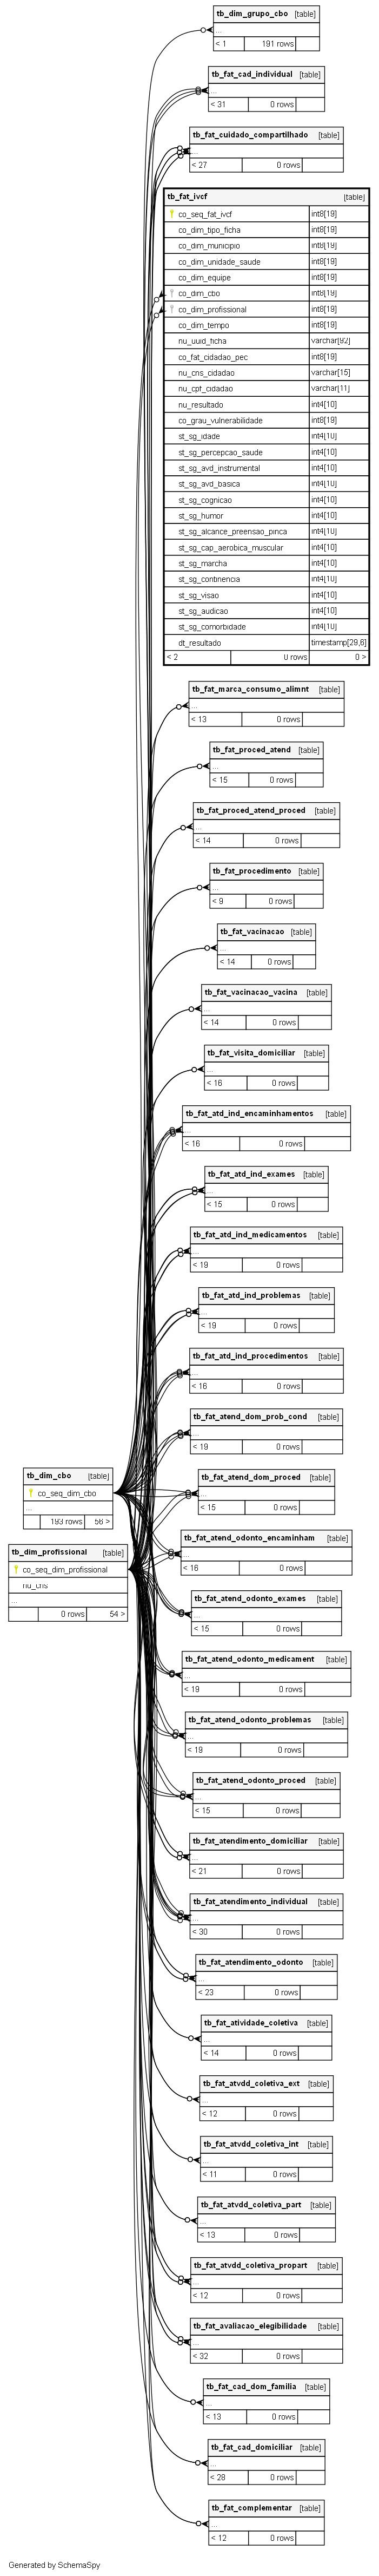 tb_dim_grupo_cbo [table]
...
< 1 191 rows
tb_fat_cad_individual [table]
...
< 31 0 rows
tb_fat_cuidado_compartilhado [table]
...
< 27 0 rows
tb_fat_ivcf [table]
co_seq_fat_ivcf int8[19]
co_dim_tipo_ficha int8[19]
co_dim_municipio int8[19]
co_dim_unidade_saude int8[19]
co_dim_equipe int8[19]
co_dim_cbo int8[19]
co_dim_profissional int8[19]
co_dim_tempo int8[19]
nu_uuid_ficha varchar[92]
co_fat_cidadao_pec int8[19]
nu_cns_cidadao varchar[15]
nu_cpf_cidadao varchar[11]
nu_resultado int4[10]
co_grau_vulnerabilidade int8[19]
st_sg_idade int4[10]
st_sg_percepcao_saude int4[10]
st_sg_avd_instrumental int4[10]
st_sg_avd_basica int4[10]
st_sg_cognicao int4[10]
st_sg_humor int4[10]
st_sg_alcance_preensao_pinca int4[10]
st_sg_cap_aerobica_muscular int4[10]
st_sg_marcha int4[10]
st_sg_continencia int4[10]
st_sg_visao int4[10]
st_sg_audicao int4[10]
st_sg_comorbidade int4[10]
dt_resultado timestamp[29,6]
< 2 0 rows 0 >
tb_fat_marca_consumo_alimnt [table]
...
< 13 0 rows
tb_fat_proced_atend [table]
...
< 15 0 rows
tb_fat_proced_atend_proced [table]
...
< 14 0 rows
tb_fat_procedimento [table]
...
< 9 0 rows
tb_fat_vacinacao [table]
...
< 14 0 rows
tb_fat_vacinacao_vacina [table]
...
< 14 0 rows
tb_fat_visita_domiciliar [table]
...
< 16 0 rows
tb_fat_atd_ind_encaminhamentos [table]
...
< 16 0 rows
tb_fat_atd_ind_exames [table]
...
< 15 0 rows
tb_fat_atd_ind_medicamentos [table]
...
< 19 0 rows
tb_fat_atd_ind_problemas [table]
...
< 19 0 rows
tb_fat_atd_ind_procedimentos [table]
...
< 16 0 rows
tb_fat_atend_dom_prob_cond [table]
...
< 19 0 rows
tb_dim_cbo [table]
co_seq_dim_cbo
...
193 rows 56 >
tb_fat_atend_dom_proced [table]
...
< 15 0 rows
tb_dim_profissional [table]
co_seq_dim_profissional
nu_cns
...
0 rows 54 >
tb_fat_atend_odonto_encaminham [table]
...
< 16 0 rows
tb_fat_atend_odonto_exames [table]
...
< 15 0 rows
tb_fat_atend_odonto_medicament [table]
...
< 19 0 rows
tb_fat_atend_odonto_problemas [table]
...
< 19 0 rows
tb_fat_atend_odonto_proced [table]
...
< 15 0 rows
tb_fat_atendimento_domiciliar [table]
...
< 21 0 rows
tb_fat_atendimento_individual [table]
...
< 30 0 rows
tb_fat_atendimento_odonto [table]
...
< 23 0 rows
tb_fat_atividade_coletiva [table]
...
< 14 0 rows
tb_fat_atvdd_coletiva_ext [table]
...
< 12 0 rows
tb_fat_atvdd_coletiva_int [table]
...
< 11 0 rows
tb_fat_atvdd_coletiva_part [table]
...
< 13 0 rows
tb_fat_atvdd_coletiva_propart [table]
...
< 12 0 rows
tb_fat_avaliacao_elegibilidade [table]
...
< 32 0 rows
tb_fat_cad_dom_familia [table]
...
< 13 0 rows
tb_fat_cad_domiciliar [table]
...
< 28 0 rows
tb_fat_complementar [table]
...
< 12 0 rows
Generated by SchemaSpy